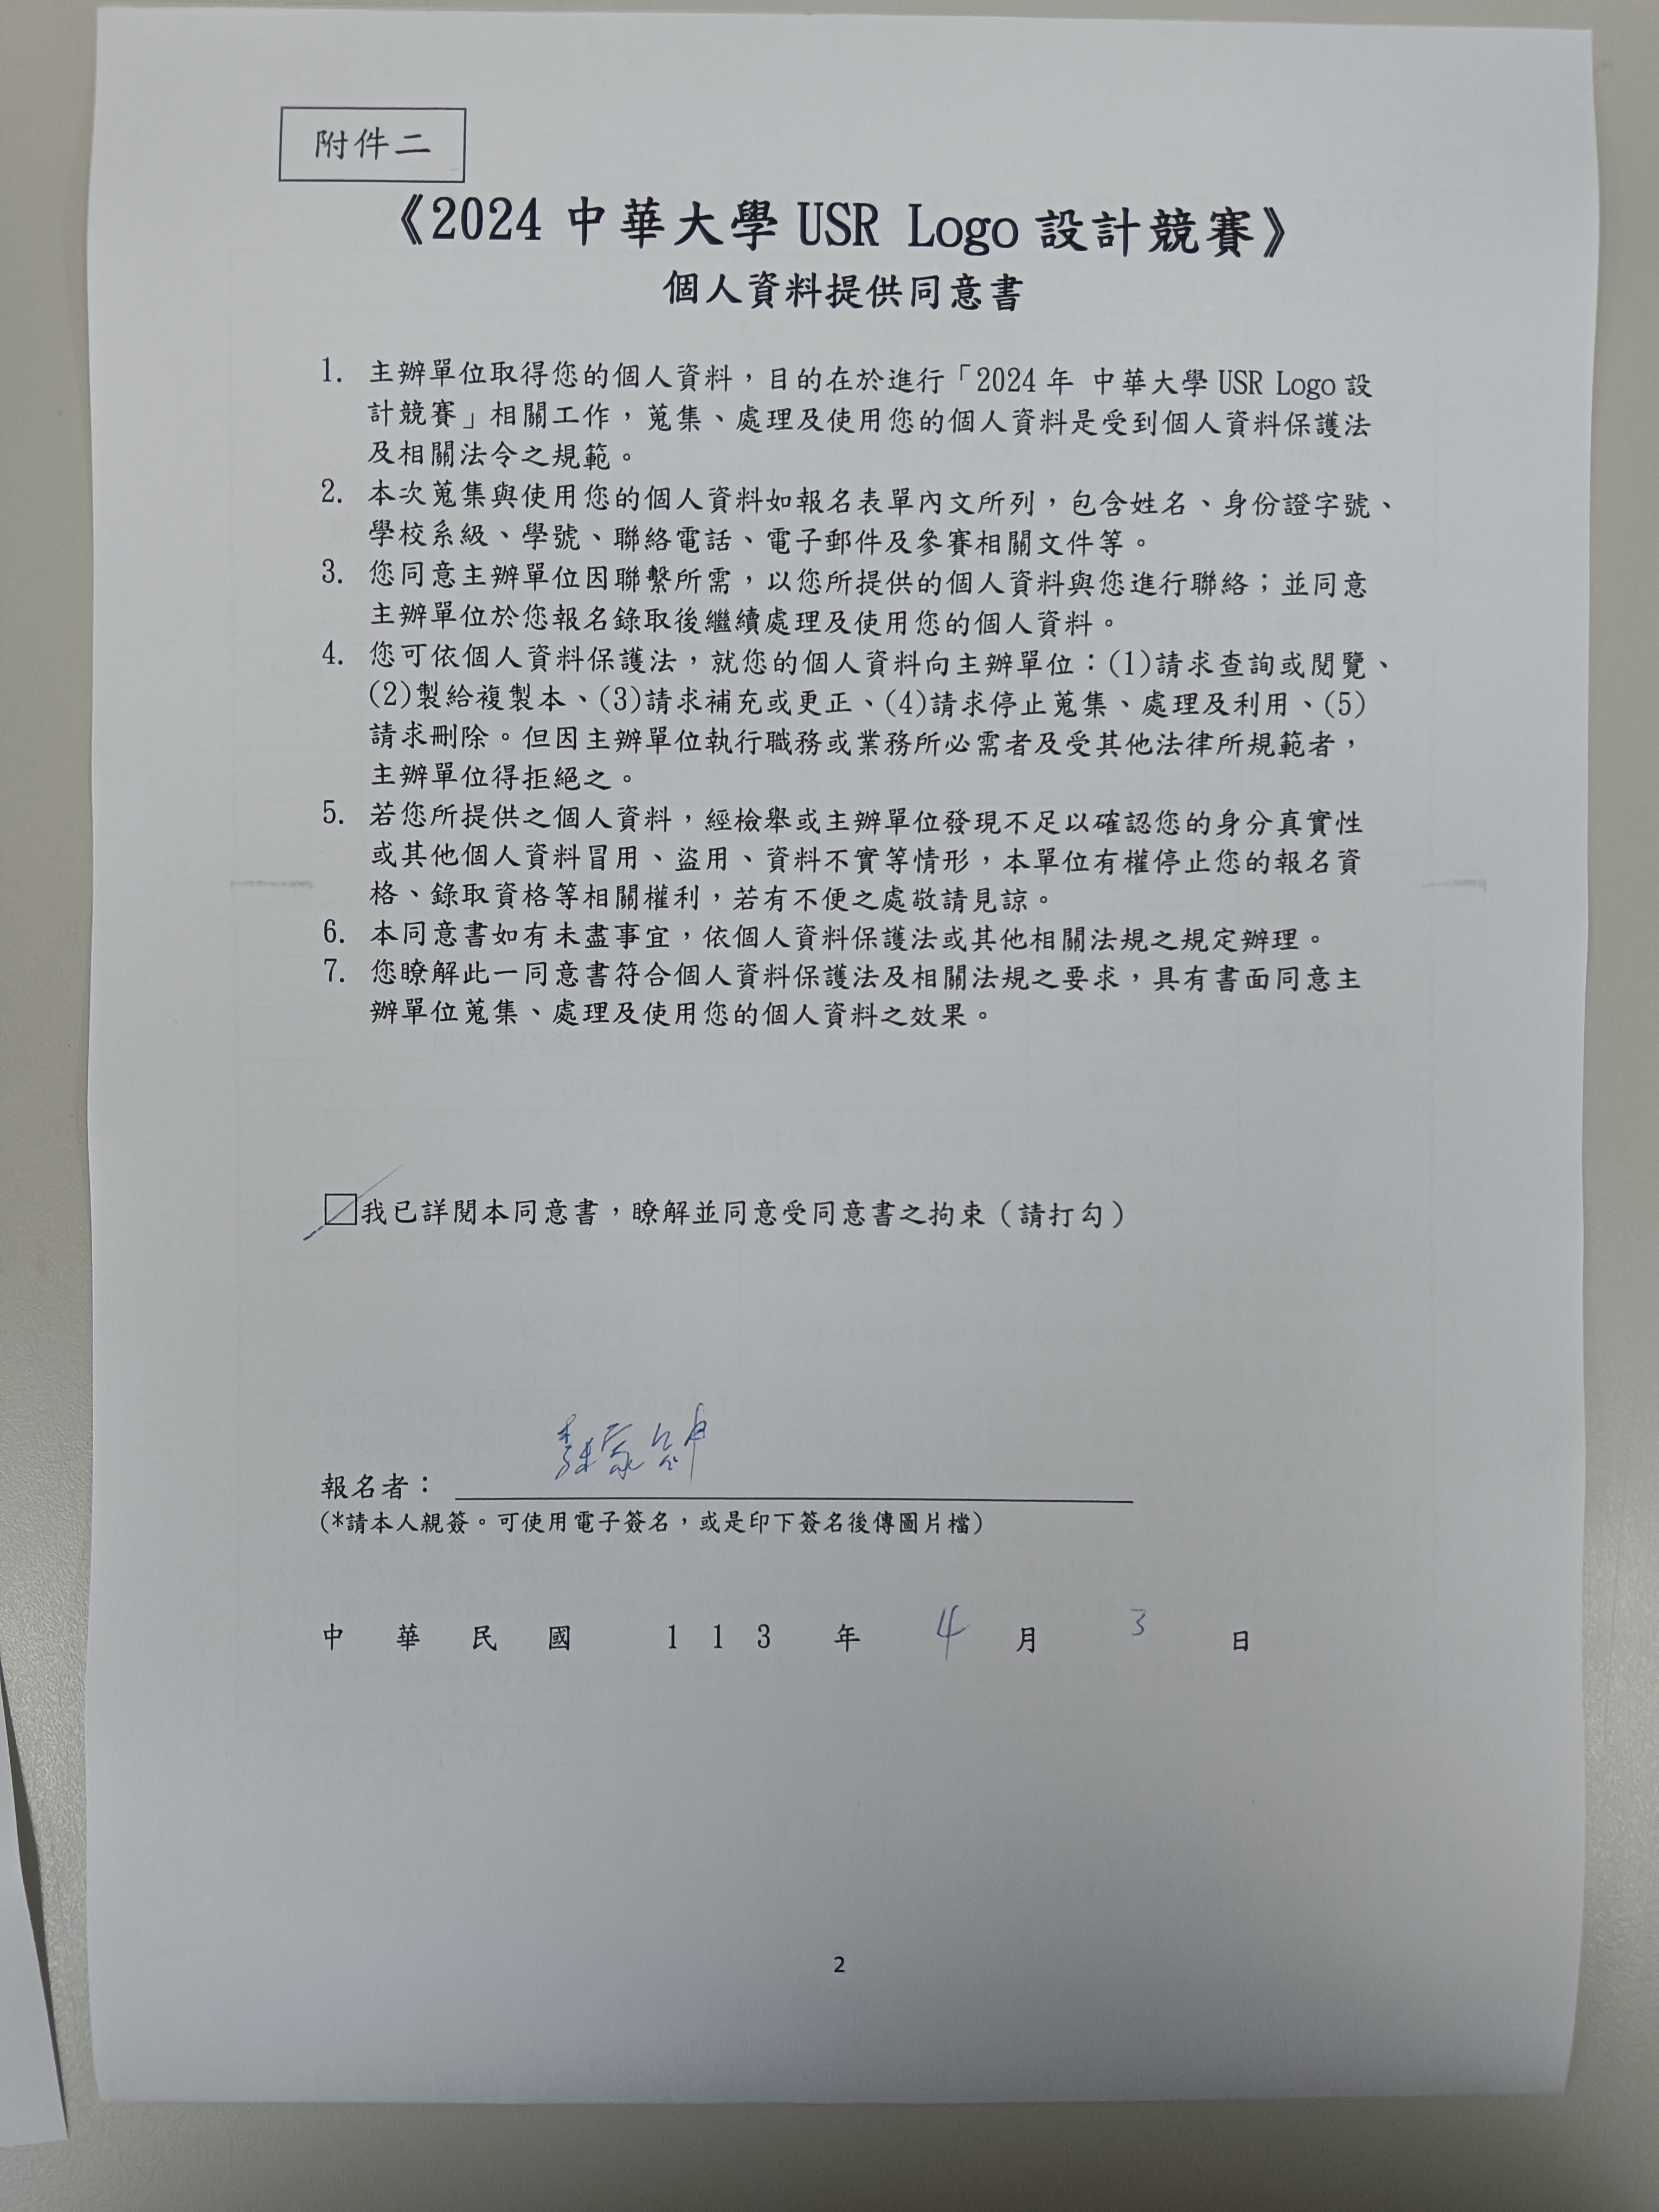 附件二
《2024 中華大學 USR Logo 設計競賽》
個人資料提供同意書
1. 主辦單位取得您的個人資料，目的在於進行「2024 年 中華大學 USR Logo 設
計競賽」相關工作，蒐集、處理及使用您的個人資料是受到個人資料保護法
及相關法令之規範。
2. 本次蒐集與使用您的個人資料如報名表單內文所列，包含姓名、身份證字號、
學校系級、學號、聯絡電話、電子郵件及參賽相關文件等。
3. 您同意主辦單位因聯繫所需，以您所提供的個人資料與您進行聯絡；並同意
主辦單位於您報名錄取後繼續處理及使用您的個人資料。
4. 您可依個人資料保護法，就您的個人資料向主辦單位：(1)請求查詢或閱覽、
(2)製給複製本、(3)請求補充或更正、(4)請求停止蒐集、處理及利用、(5)
請求刪除。但因主辦單位執行職務或業務所必需者及受其他法律所規範者，
主辦單位得拒絕之。
5. 若您所提供之個人資料，經檢舉或主辦單位發現不足以確認您的身分真實性
或其他個人資料冒用、盜用、資料不實等情形，本單位有權停止您的報名資
格、錄取資格等相關權利，若有不便之處敬請見諒。
6. 本同意書如有未盡事宜，依個人資料保護法或其他相關法規之規定辦理。
7. 您瞭解此一同意書符合個人資料保護法及相關法規之要求，具有書面同意主
辦單位蒐集、處理及使用您的個人資料之效果。
我已詳閱本同意書，瞭解並同意受同意書之拘束（請打勾）
報名者：
(*請本人親簽。可使用電子簽名，或是印下簽名後傳圖片檔)
中 華 民 國 113 年 4 月 3 日
2